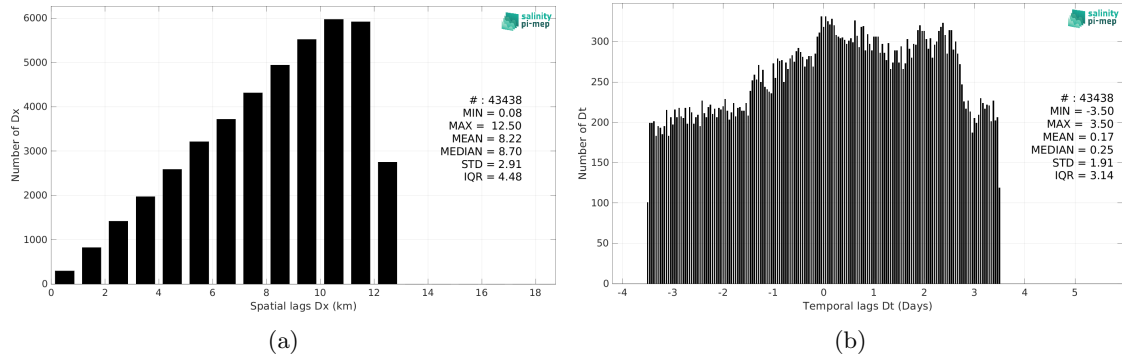 salinity
pi-mep
6000
5000
4000
3000
2000
1000
0
Number of Dx
# : 43438
MIN = 0.08
MAX = 12.50
MEAN = 8.22
MEDIAN = 8.70
STD = 2.91
IQR = 4.48
0 2 4 6 8 10 12 14 16 18
Spatial lags Dx (km)
(a)
salinity
pi-mep
300
250
200
150
100
50
0
Number of Dt
# : 43438
MIN = -3.50
MAX = 3.50
MEAN = 0.17
MEDIAN = 0.25
STD = 1.91
IQR = 3.14
-4 -3 -2 -1 0 1 2 3 4 5
Temporal lags Dt (Days)
(b)